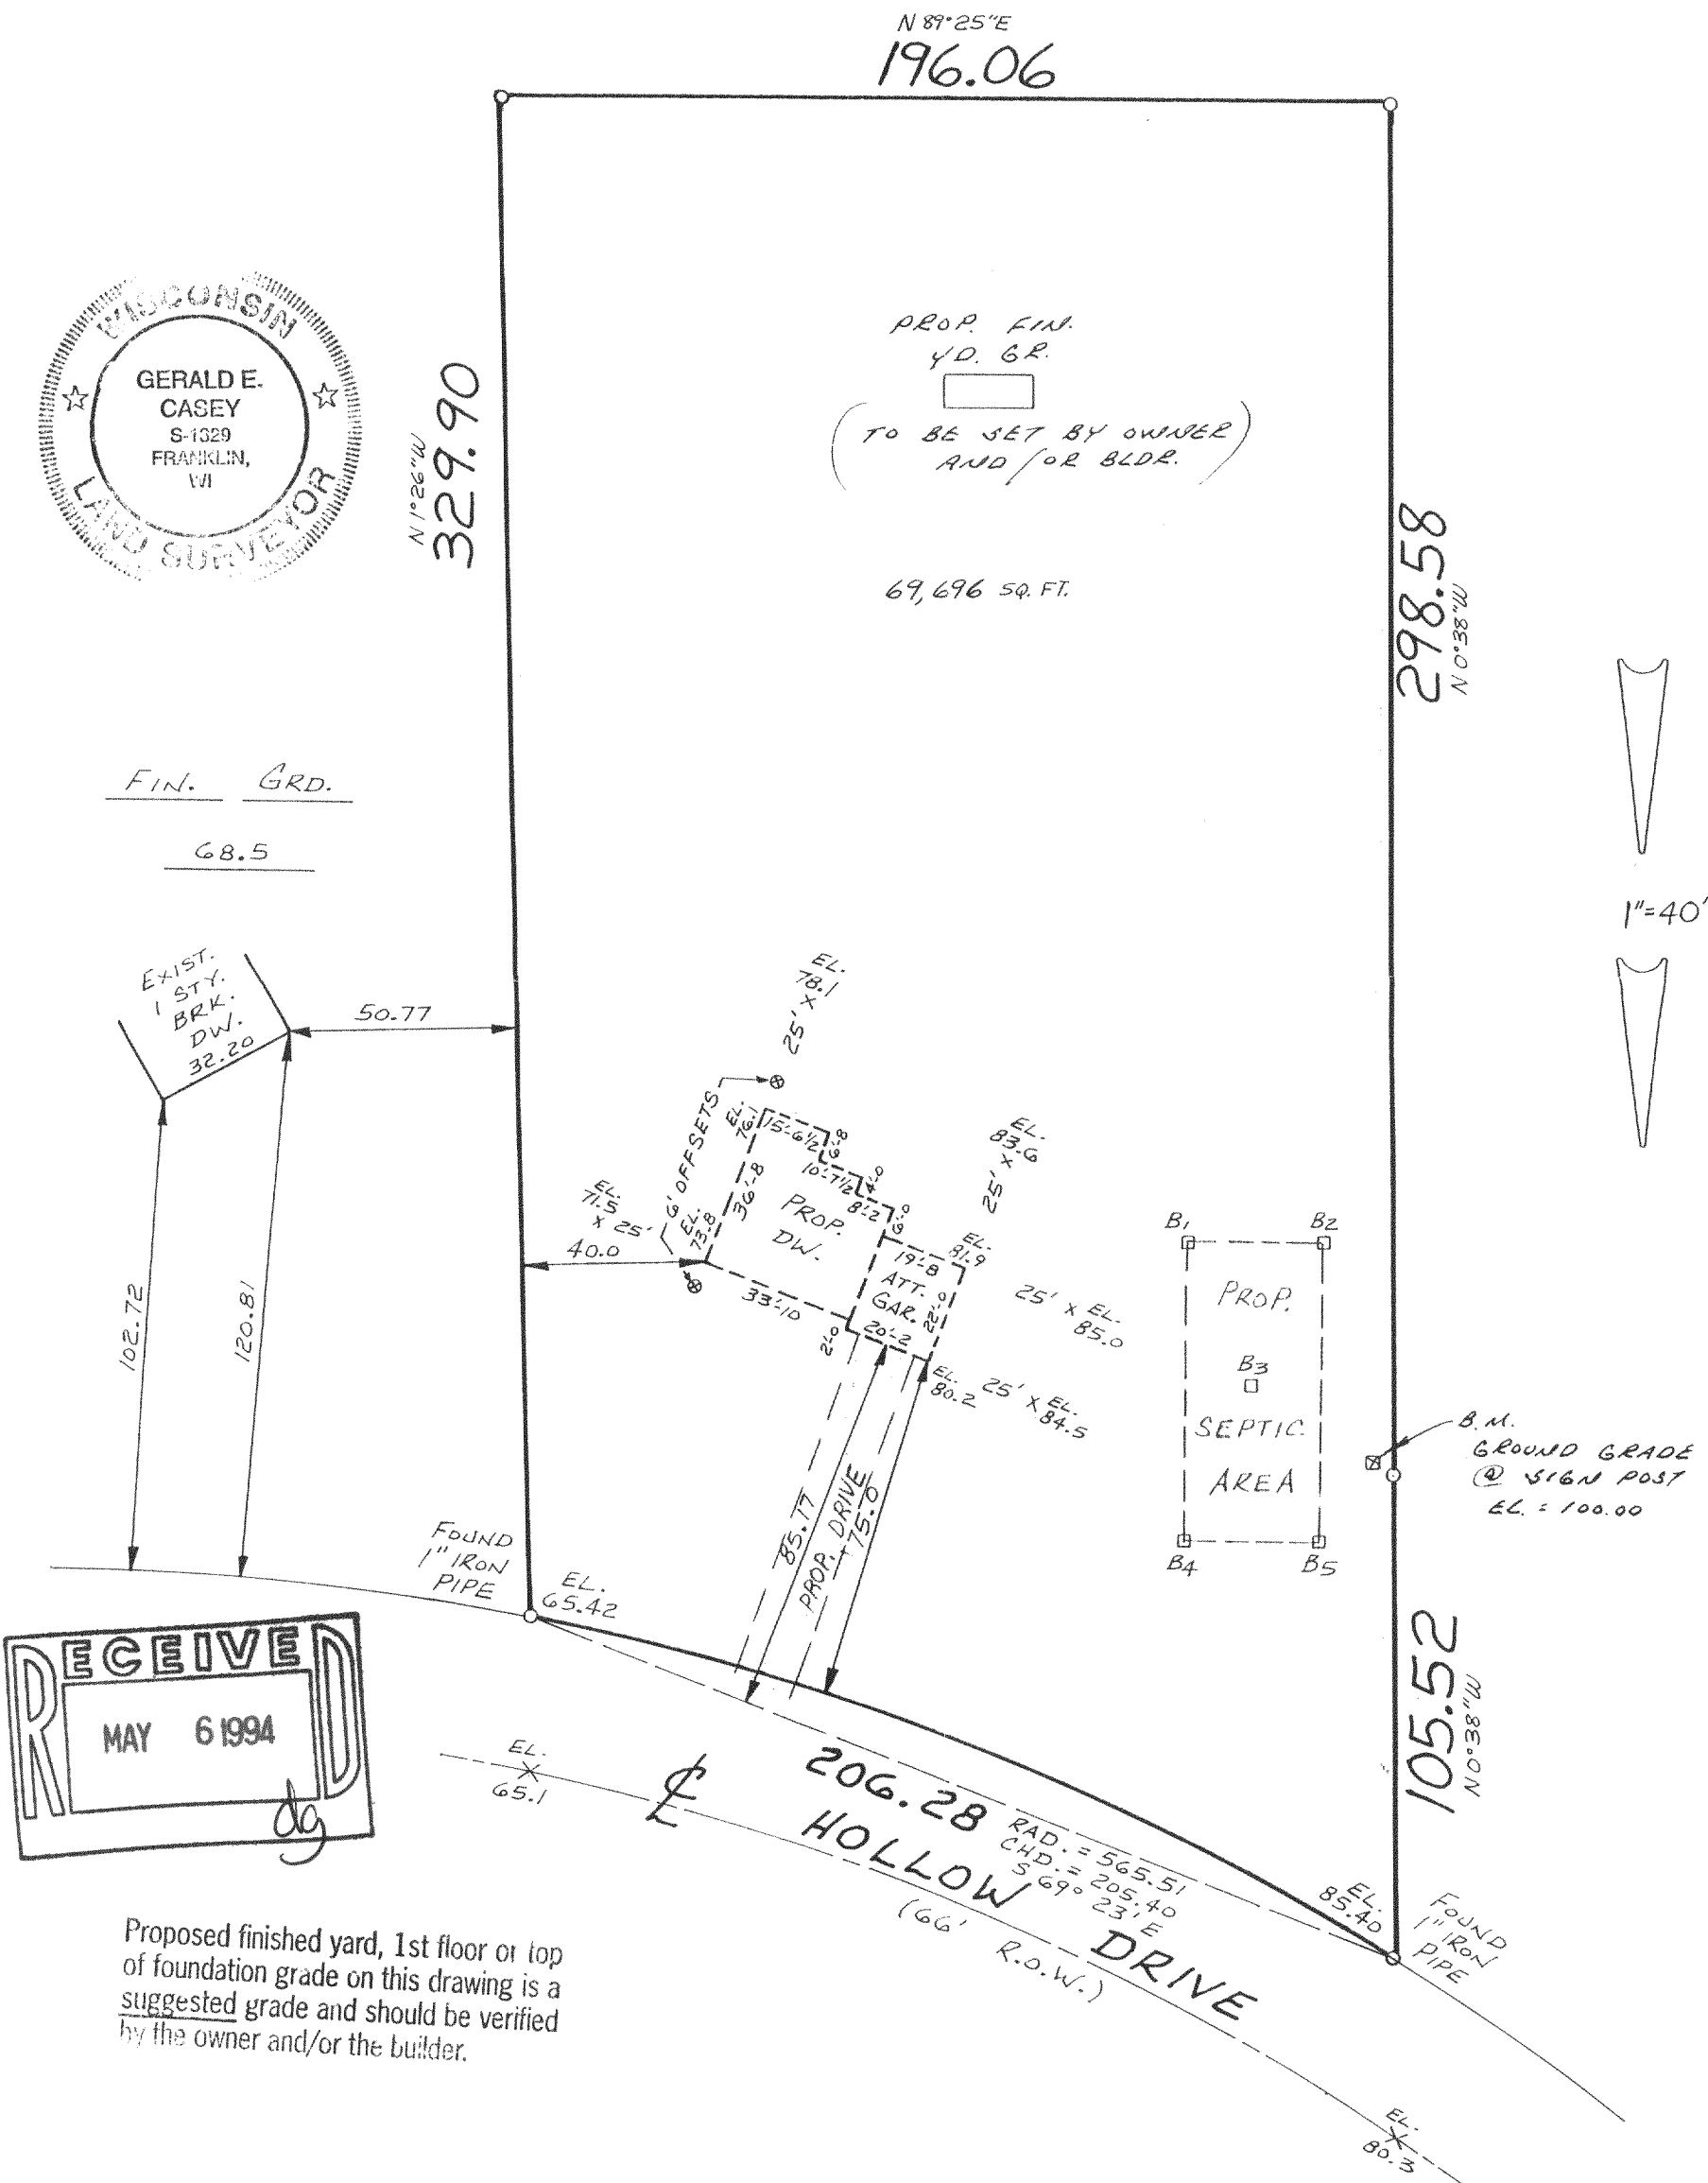 N 89°25"E
196.06
WISCONSIN
GERALD E.
CASEY
S-1329
FRANKLIN,
WI
LAND SURVEYOR
N 1°26"W
329.90
PROP. FIN.
YD. GR.
(TO BE SET BY OWNER
AND/OR BLDR.)
69,696 SQ. FT.
298.58
N 0°38"W
FIN. GRD.
68.5
1"=40'
EXIST.
1 STY.
BRK.
DW.
32.20
50.77
102.72
120.81
EL.
78.1
25' X
6' OFFSETS
EL.
76.1
15'-6½
6'-8
10'-7½
4'-0
8'-2
6'-0
36'-8
PROP.
DW.
EL.
71.5
X 25'
EL.
73.8
40.0
33'-10
2'-0
EL.
83.6
25' X
EL.
81.9
19'-8
ATT.
GAR.
22'-0
20'-2
25' X EL.
85.0
EL.
80.2
25' X EL.
84.5
85.77
PROP. DRIVE
75.0
B1
B2
PROP.
B3
SEPTIC
AREA
B4
B5
B.M.
GROUND GRADE
@ SIGN POST
EL. = 100.00
FOUND
1" IRON
PIPE
EL.
65.42
105.52
N 0°38"W
RECEIVED
MAY 6 1994
dg
EL.
65.1
℄
206.28
RAD. = 565.51
CHD. = 205.40
S 69° 23' E
HOLLOW DRIVE
(66' R.O.W.)
EL.
85.40
FOUND
1" IRON
PIPE
EL.
80.3
Proposed finished yard, 1st floor or top
of foundation grade on this drawing is a
suggested grade and should be verified
by the owner and/or the builder.